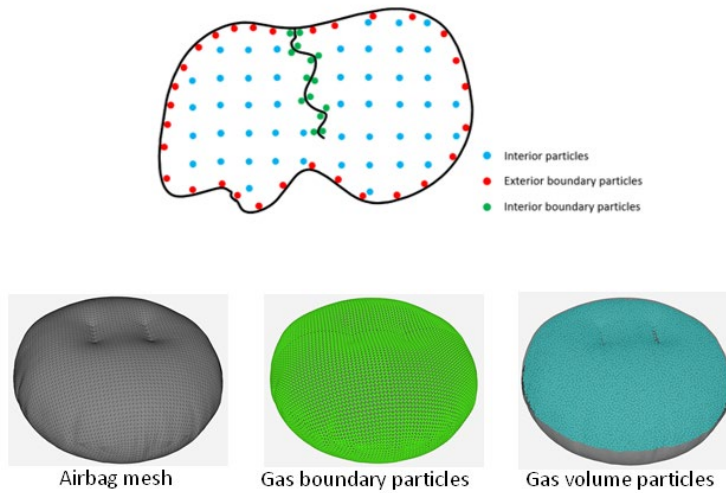 Interior particles
Exterior boundary particles
Interior boundary particles
Airbag mesh
Gas boundary particles
Gas volume particles